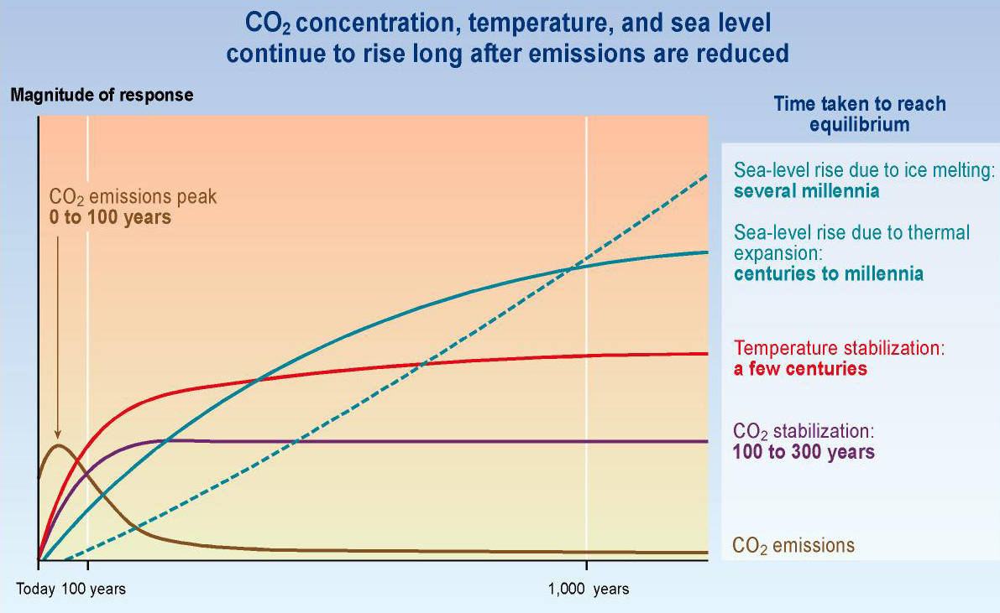 CO₂ concentration, temperature, and sea level
continue to rise long after emissions are reduced
Magnitude of response
Time taken to reach
equilibrium
CO₂ emissions peak
0 to 100 years
Sea-level rise due to ice melting:
several millennia
Sea-level rise due to thermal
expansion:
centuries to millennia
Temperature stabilization:
a few centuries
CO₂ stabilization:
100 to 300 years
CO₂ emissions
Today 100 years
1,000 years